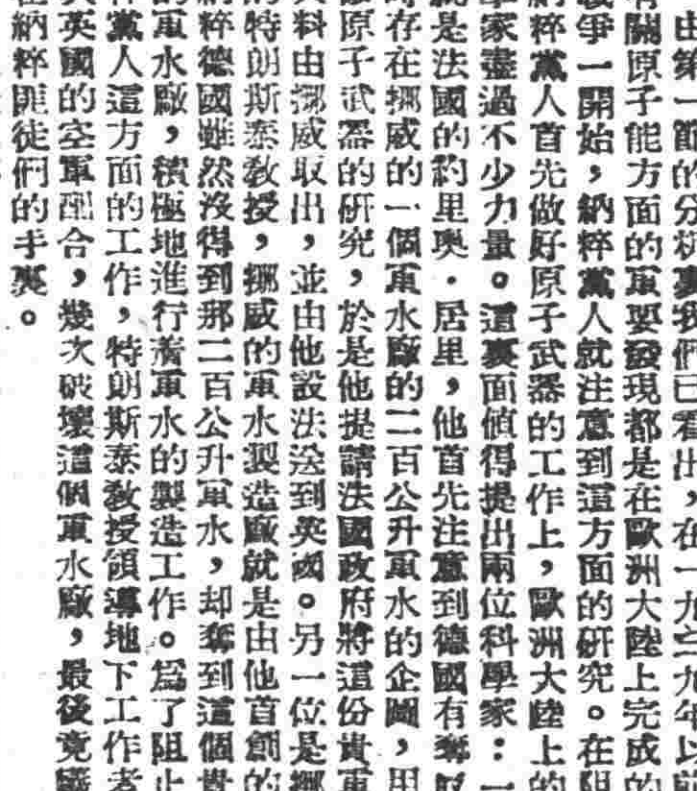 由第一節的分析裏我們已看出，在一九三九年以前
有關原子能方面的重要發現都是在歐洲大陸上完成的
戰爭一開始，納粹黨人就注意到這方面的研究。在阻
納粹黨人首先做好原子武器的工作上，歐洲大陸上的
學家盡過不少力量。這裏面値得提出兩位科學家：一
就是法國的約里奧·居里，他首先注意到德國有奪取
時存在挪威的一個重水廠的二百公升重水的企圖，用
原子武器的研究，於是他提請法國政府將這份貴重
料由挪威取出，並由他設法送到英國。另一位是挪
的特朗斯泰敎授，挪威的重水製造廠就是由他首創的
納粹德國雖然沒得到那二百公升重水，却奪到這個貴
重水廠，積極地進行着重水的製造工作。爲了阻止
黨人這方面的工作，特朗斯泰敎授領導地下工作者
英國的空軍配合，幾次破壞這個重水廠，最後竟
納粹匪徒們的手裏。